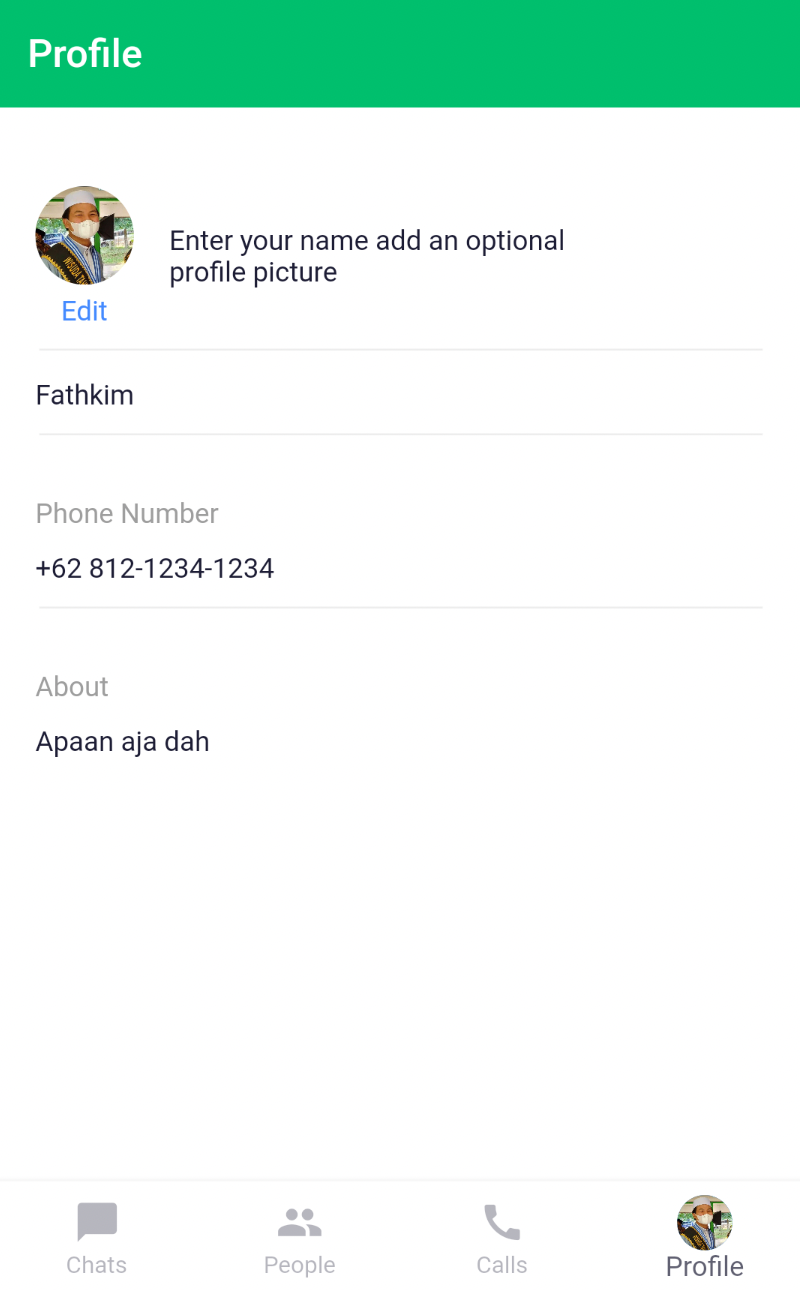 Profile
WISUDA
Enter your name add an optional
profile picture
Edit
Fathkim
Phone Number
+62 812-1234-1234
About
Apaan aja dah
Chats
People
Calls
Profile